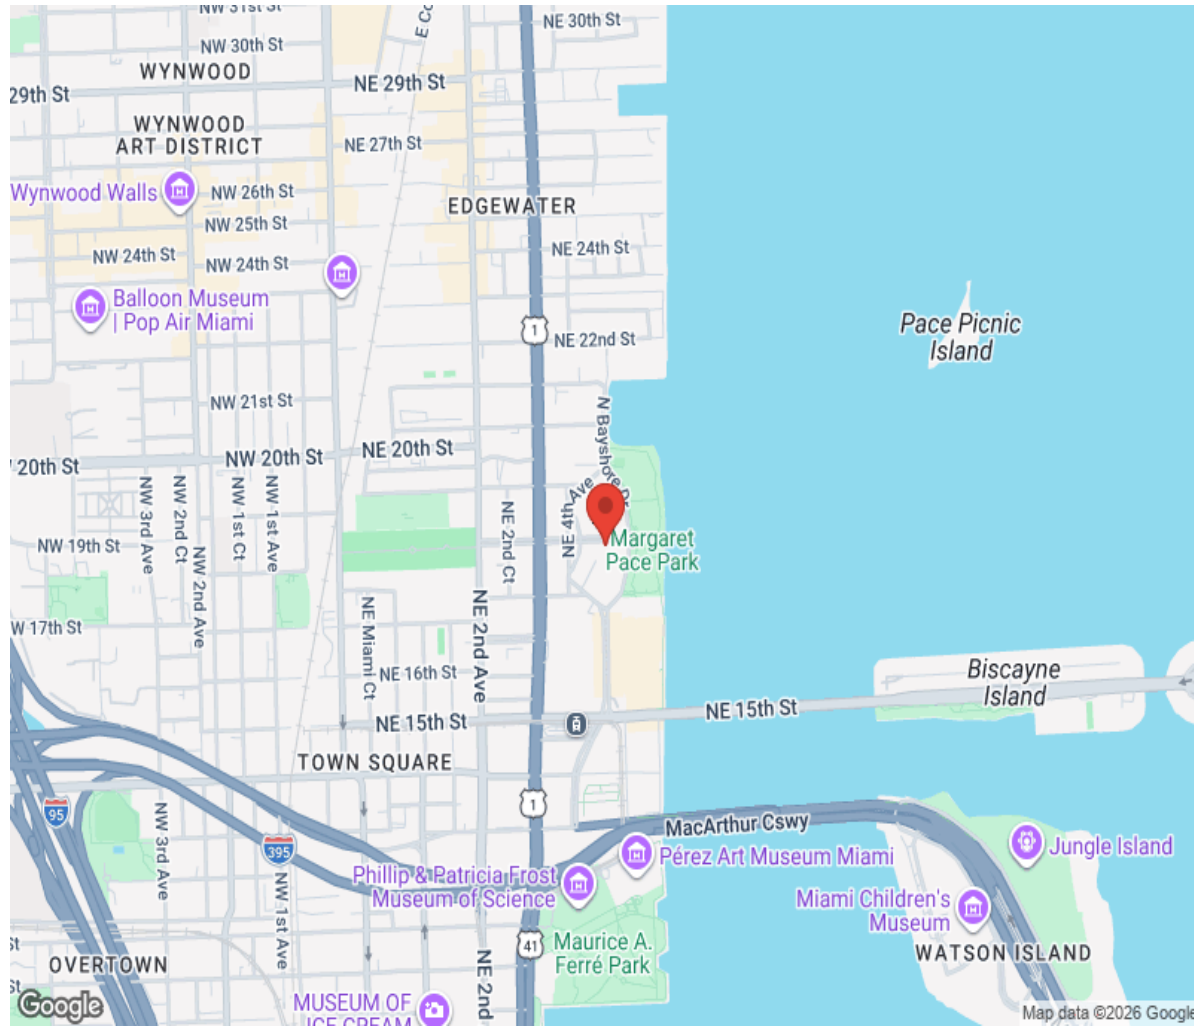 NW 31st St
NE 30th St
E Co
NW 30th St
WYNWOOD
29th St
NE 29th St
WYNWOOD
ART DISTRICT
NE 27th St
Wynwood Walls
NW 26th St
EDGEWATER
NW 25th St
NW 24th St
NW 24th St
NE 24th St
Balloon Museum
| Pop Air Miami
1
NE 22nd St
Pace Picnic
Island
NW 21st St
N Bayshore Dr
20th St
NW 20th St
NE 20th St
NW 3rd Ave
NW 2nd Ct
NW 1st Ct
NW 1st Ave
NE 2nd Ct
NE 4th Ave
NW 19th St
NW 2nd Ave
Margaret
Pace Park
W 17th St
NE Miami Ct
NE 2nd Ave
NE 16th St
Biscayne
Island
NE 15th St
NE 15th St
TOWN SQUARE
95
NW 3rd Ave
395
1
MacArthur Cswy
Pérez Art Museum Miami
Jungle Island
Phillip & Patricia Frost
Museum of Science
Miami Children's
Museum
NW 1st Ave
41
Maurice A.
Ferré Park
WATSON ISLAND
St
OVERTOWN
NE 2nd
MUSEUM OF
ICE CREAM
Google
Map data ©2026 Google